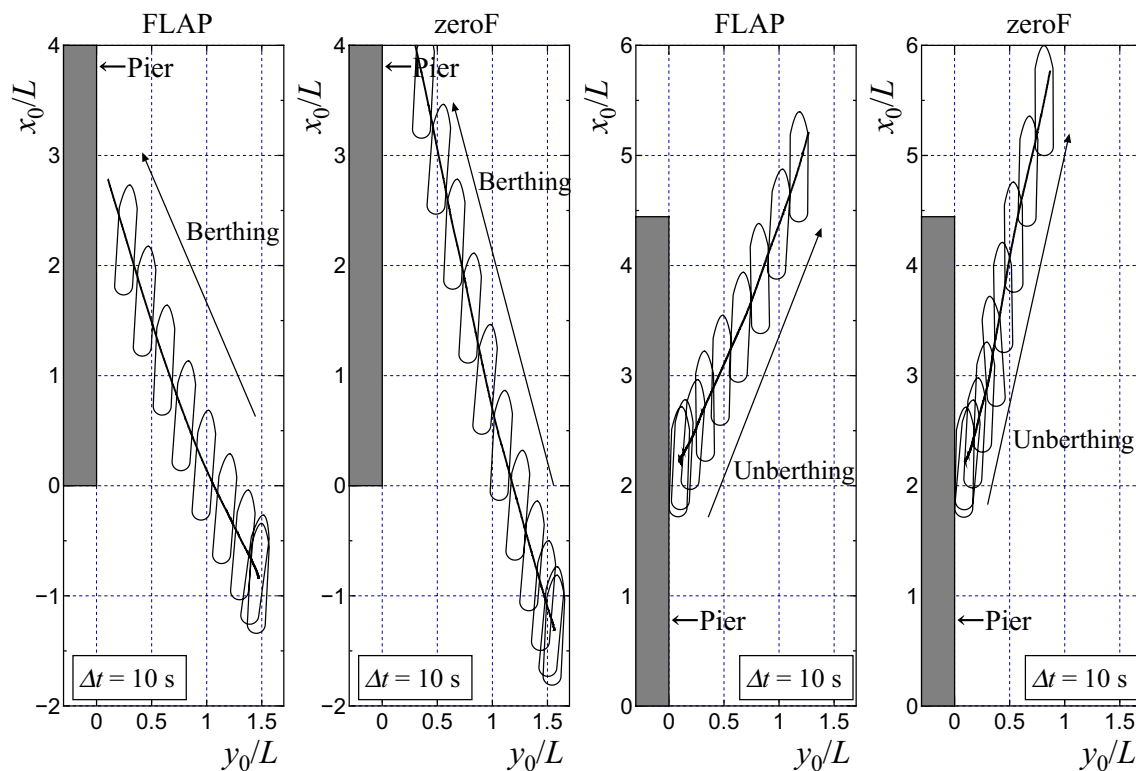 FLAP
x₀/L
4
3
2
1
0
−1
−2
←Pier
Berthing
Δt = 10 s
0
0.5
1
1.5
y₀/L
zeroF
x₀/L
4
3
2
1
0
−1
−2
←Pier
Berthing
Δt = 10 s
0
0.5
1
1.5
y₀/L
FLAP
x₀/L
6
5
4
3
2
1
0
Unberthing
←Pier
Δt = 10 s
0
0.5
1
1.5
y₀/L
zeroF
x₀/L
6
5
4
3
2
1
0
Unberthing
←Pier
Δt = 10 s
0
0.5
1
1.5
y₀/L